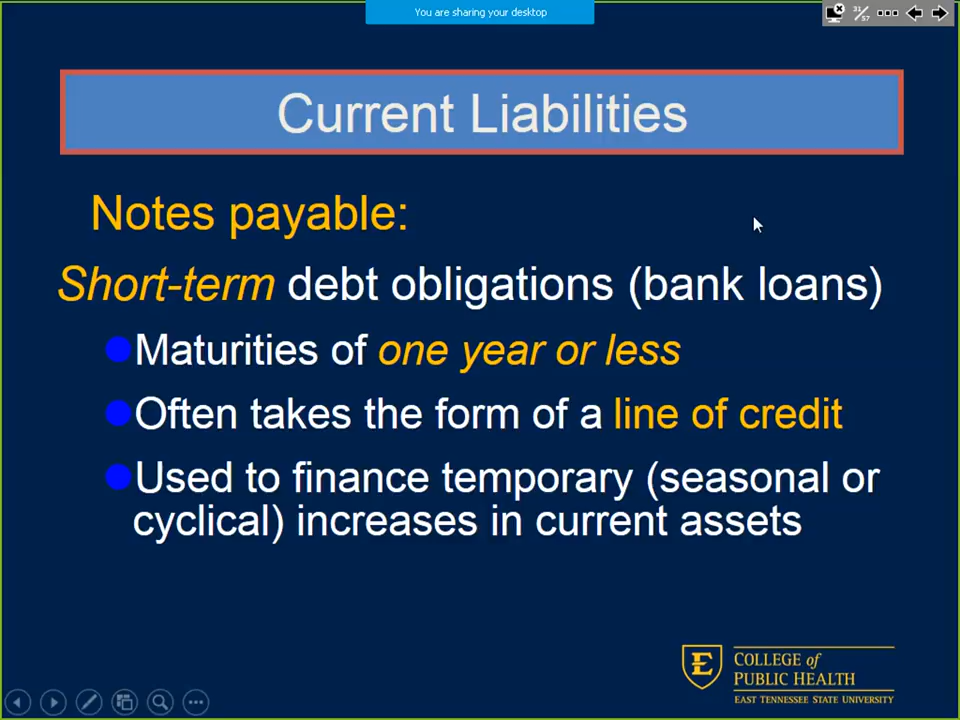 You are sharing your desktop
31/57
Current Liabilities
Notes payable:
Short-term debt obligations (bank loans)
Maturities of one year or less
Often takes the form of a line of credit
Used to finance temporary (seasonal or
cyclical) increases in current assets
E
COLLEGE of
PUBLIC HEALTH
EAST TENNESSEE STATE UNIVERSITY